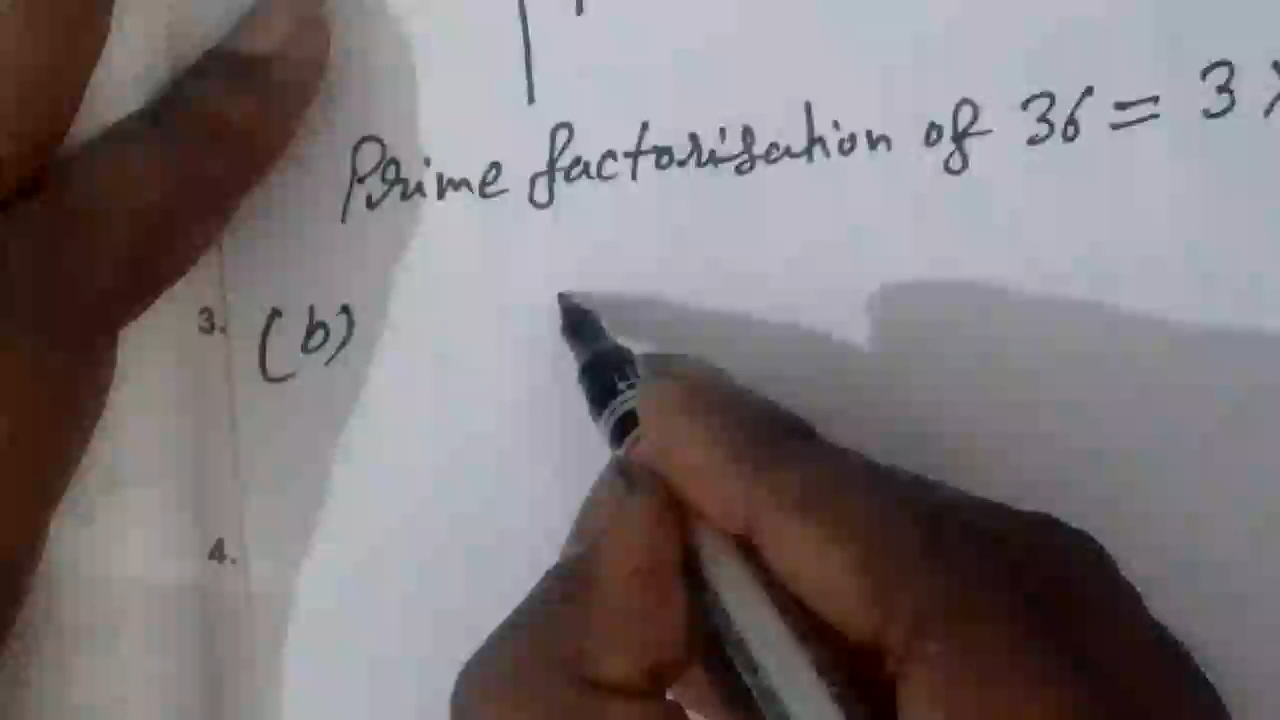 Prime factorisation of 36 = 3 ×
3. (b)
4.